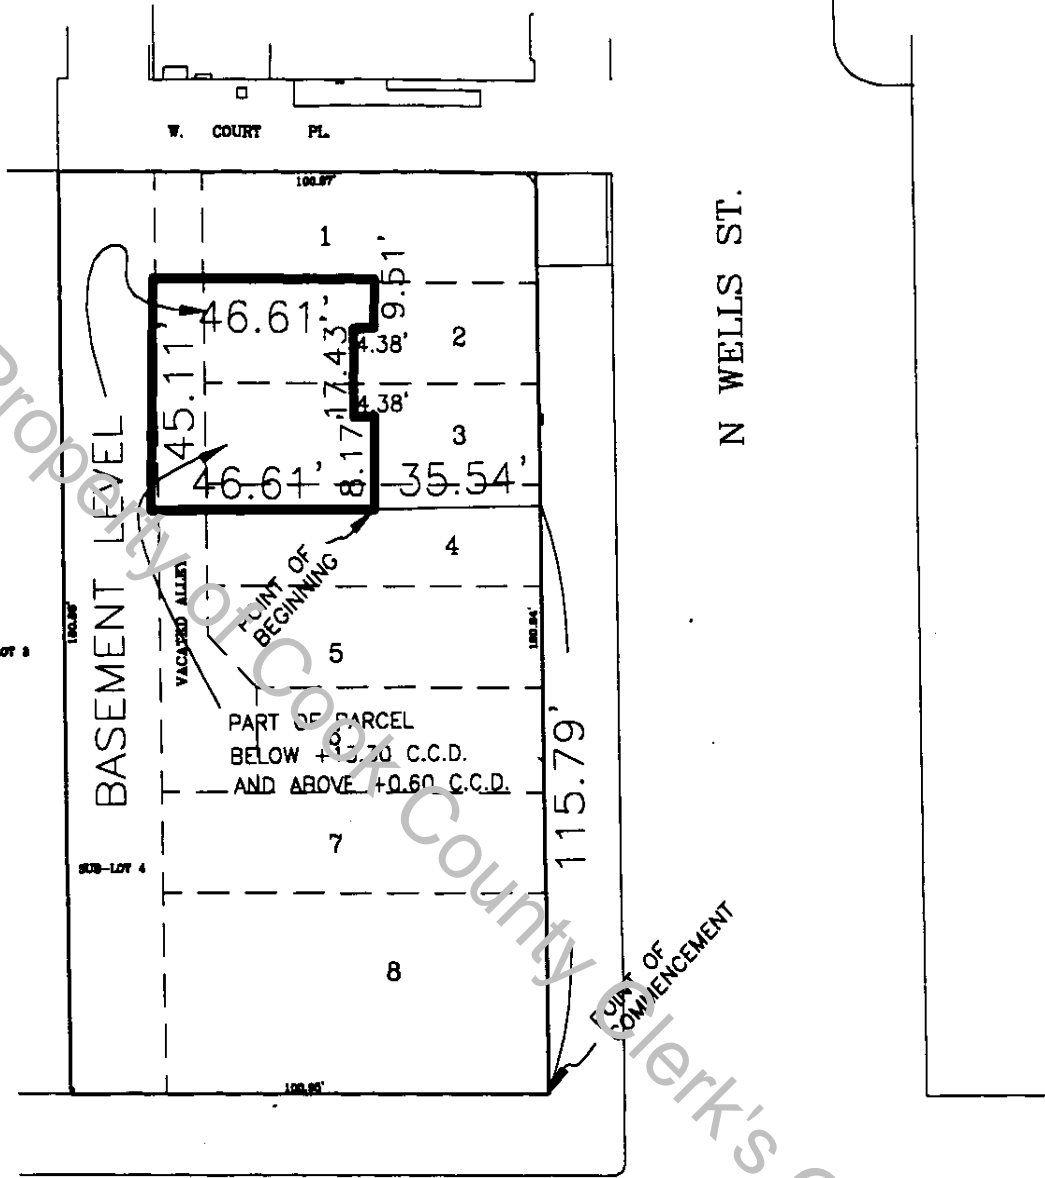 W. COURT PL.
100.97'
1
9.51'
46.61'
2
4.38'
17.43'
45.11'
4.38'
3
8.17'
46.61'
35.54'
N WELLS ST.
BASEMENT LEVEL
4
POINT OF
BEGINNING
VACATED ALLEY
5
PART OF PARCEL
6
BELOW C.C.D.
AND ABOVE +0.60 C.C.D.
115.79'
7
SUB-LOT 4
8
POINT OF
COMMENCEMENT
Property of Cook County Clerk's